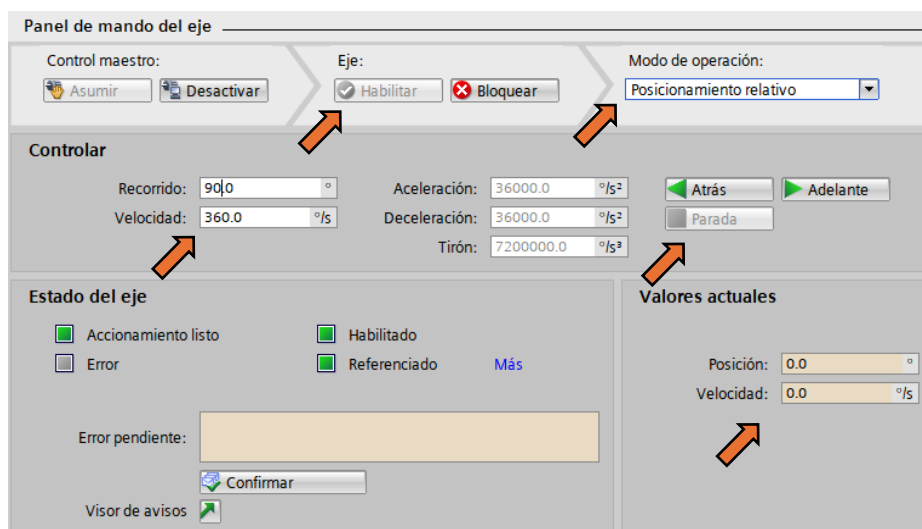 Panel de mando del eje
Control maestro: Eje: Modo de operación:
Asumir Desactivar Habilitar Bloquear Posicionamiento relativo
Controlar
Recorrido: 90.0 ° Aceleración: 36000.0 °/s² Atrás Adelante
Velocidad: 360.0 °/s Deceleración: 36000.0 °/s² Parada
Tirón: 7200000.0 °/s³
Estado del eje Valores actuales
Accionamiento listo Habilitado
Error Referenciado Más Posición: 0.0 °
Velocidad: 0.0 °/s
Error pendiente:
Confirmar
Visor de avisos